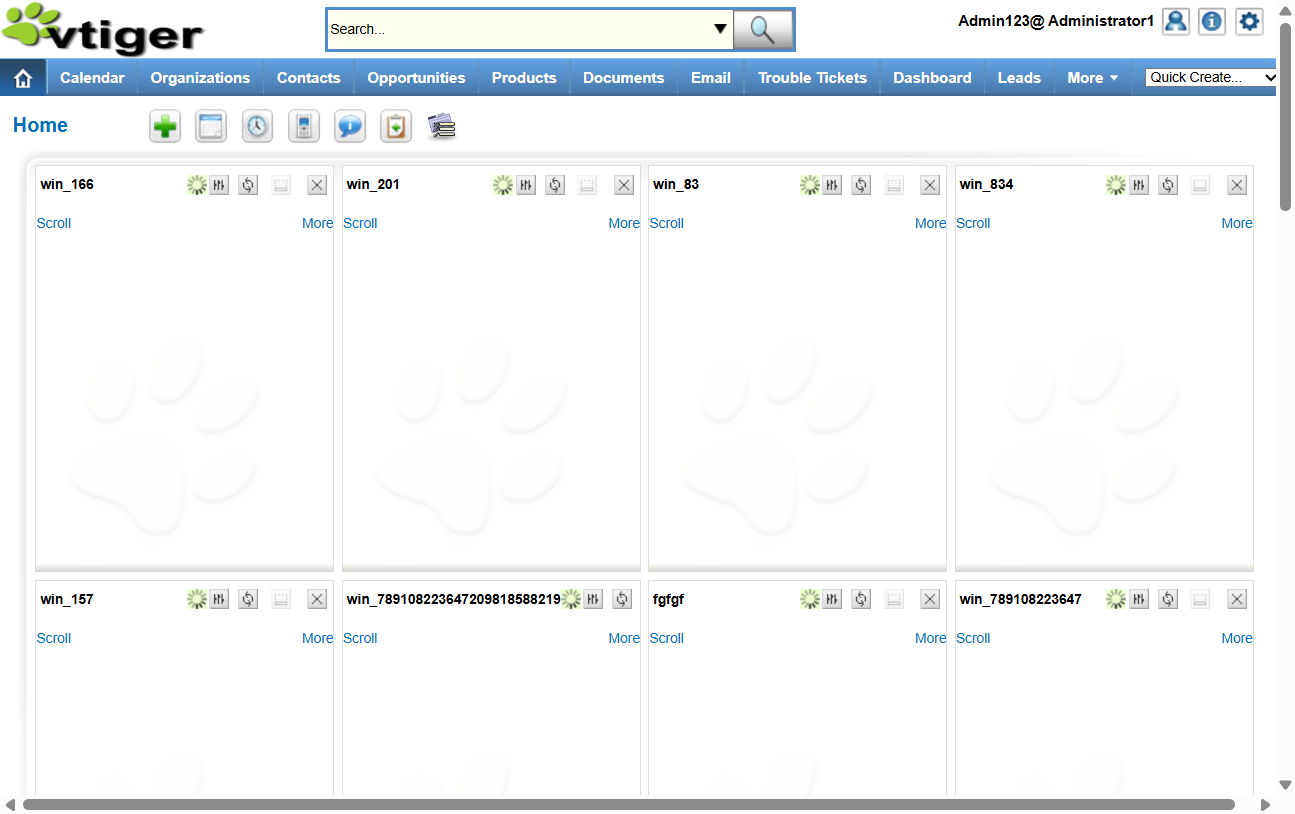 vtiger
Search...
Admin123@ Administrator1
Calendar Organizations Contacts Opportunities Products Documents Email Trouble Tickets Dashboard Leads More Quick Create...
Home
win_166 win_201 win_83 win_834
Scroll More Scroll More Scroll More Scroll More
win_157 win_789108223647209818588219 fgfgf win_789108223647
Scroll More Scroll More Scroll More Scroll More